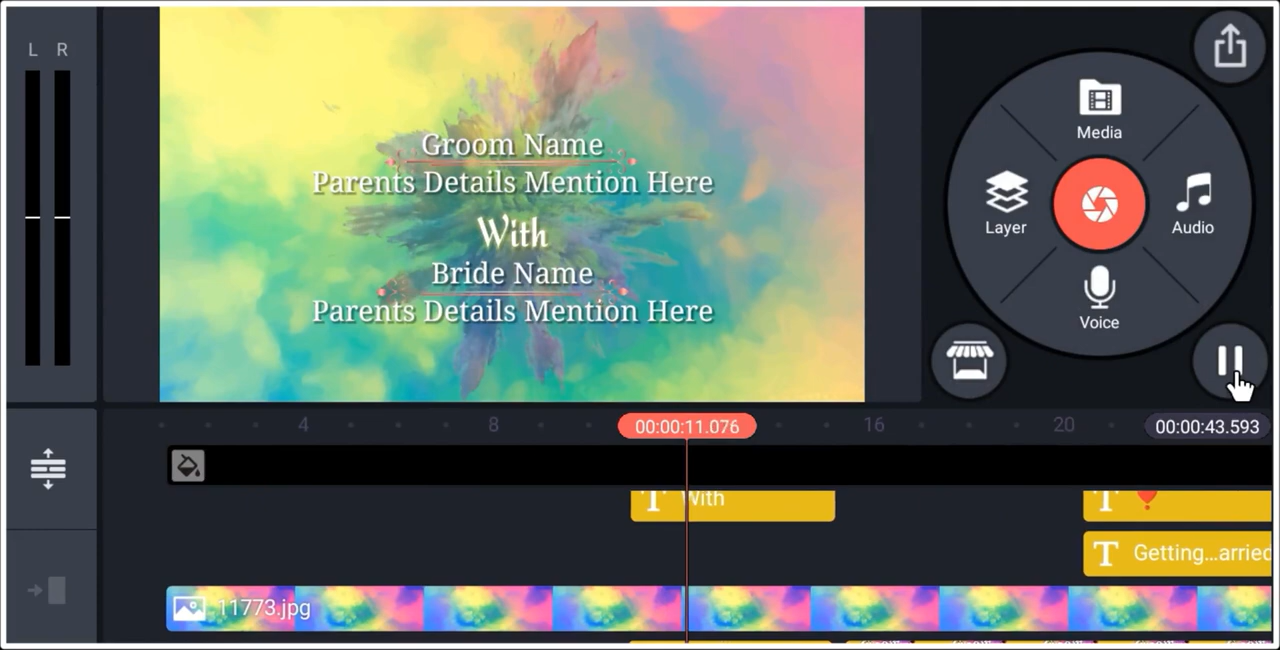 L R
Groom Name
Parents Details Mention Here
With
Bride Name
Parents Details Mention Here
Media
Layer
Audio
Voice
4 8 00:00:11.076 16 20 00:00:43.593
T With
T
T Getting...arried
11773.jpg